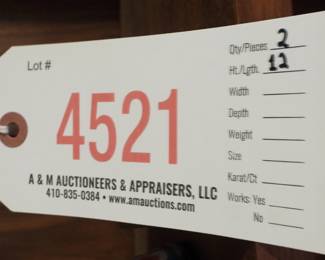 Lot #
4521
A & M AUCTIONEERS & APPRAISERS, LLC
410-835-0384 • www.amauctions.com
Qty/Pieces 2
Ht./Lgth. 12
Width
Depth
Weight
Size
Karat/Ct
Works: Yes
No